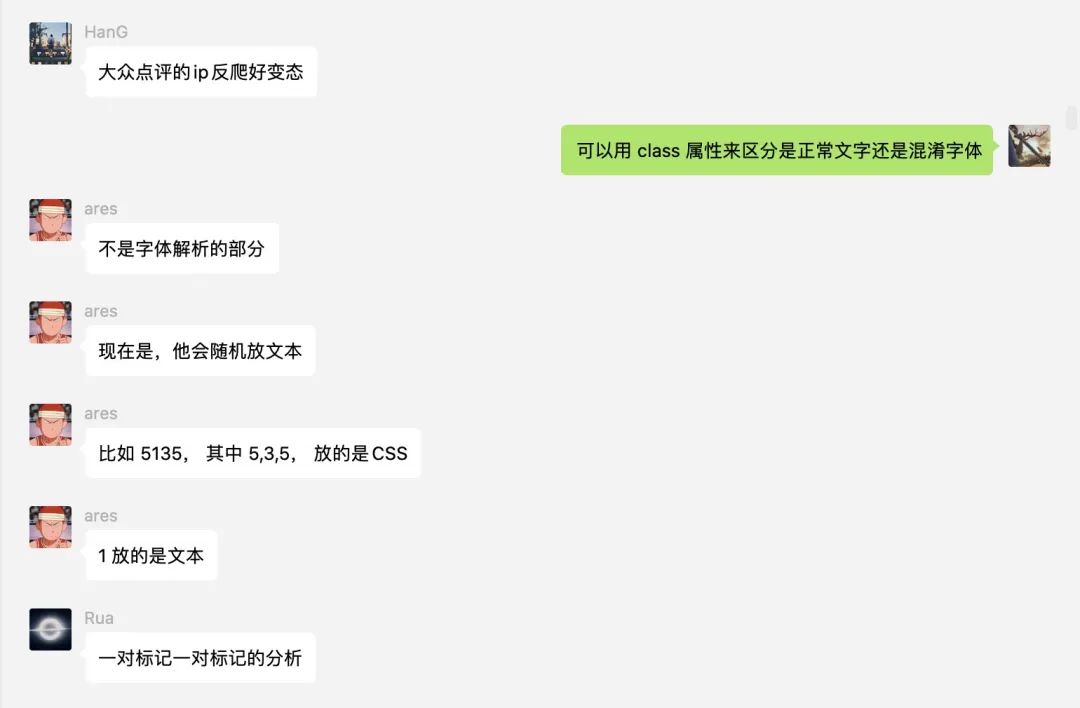 HanG
大众点评的ip反爬好变态
可以用 class 属性来区分是正常文字还是混淆字体
ares
不是字体解析的部分
ares
现在是，他会随机放文本
ares
比如 5135， 其中 5,3,5， 放的是CSS
ares
1 放的是文本
Rua
一对标记一对标记的分析